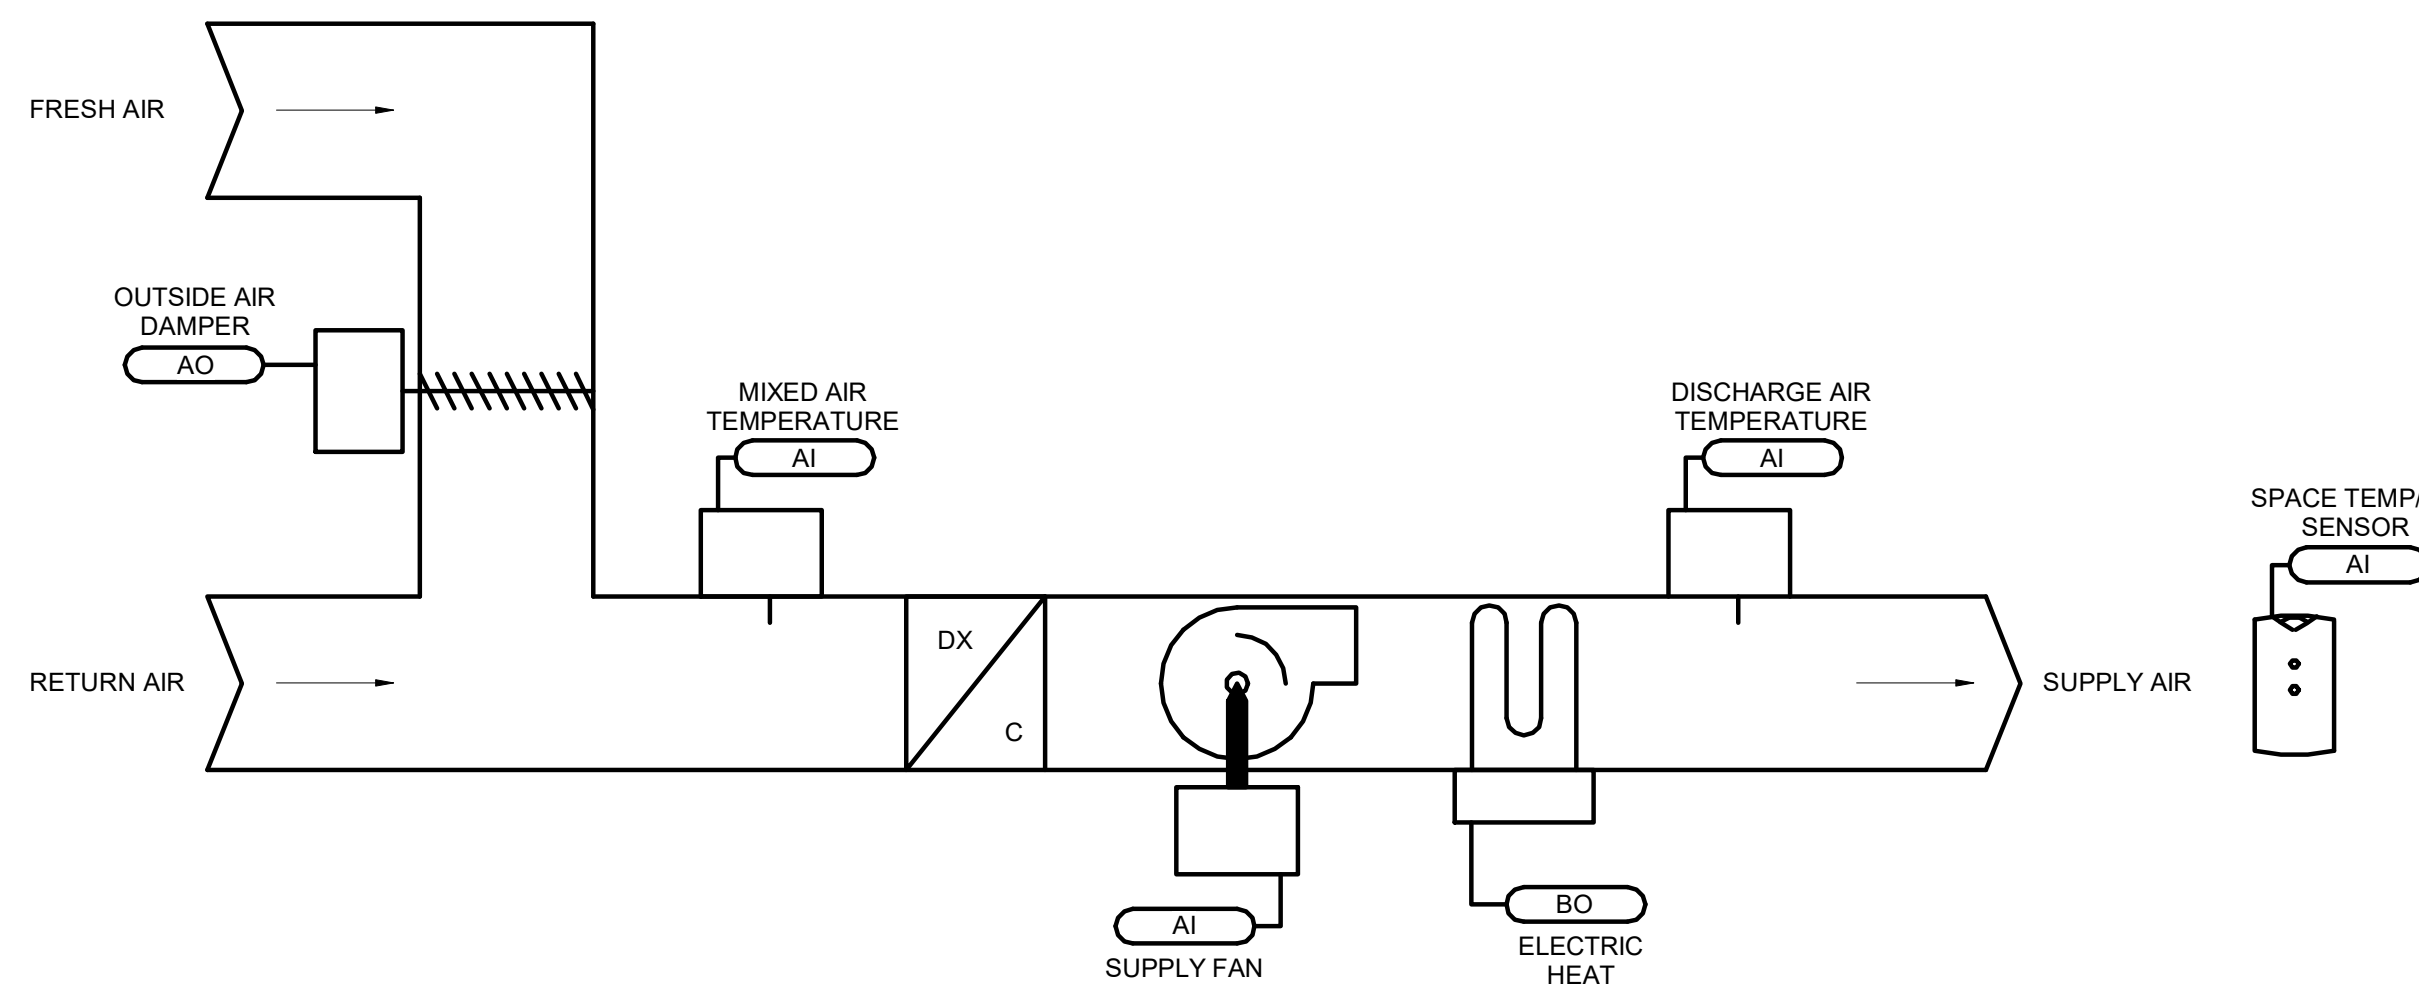 FRESH AIR
OUTSIDE AIR
DAMPER
AO
MIXED AIR
TEMPERATURE
AI
DISCHARGE AIR
TEMPERATURE
AI
SPACE TEMP/
SENSOR
AI
DX
C
RETURN AIR
SUPPLY AIR
AI
SUPPLY FAN
BO
ELECTRIC
HEAT